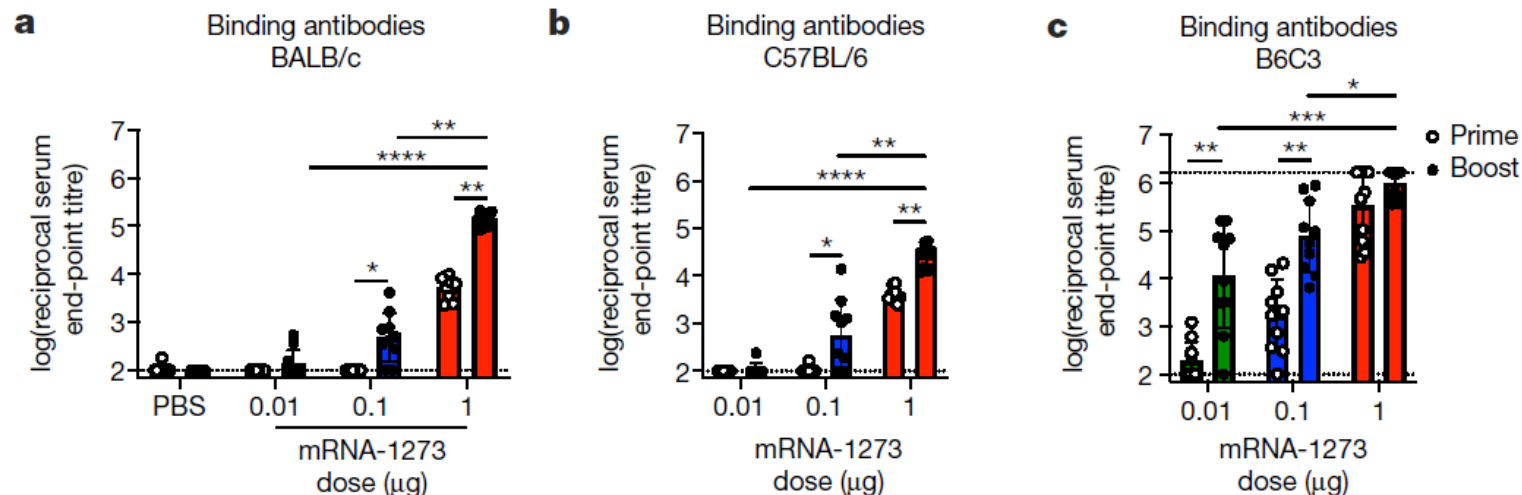 a
Binding antibodies
BALB/c
log(reciprocal serum
end-point titre)
7
6
5
4
3
2
**
****
**
*
PBS
0.01
0.1
1
mRNA-1273
dose (μg)
b
Binding antibodies
C57BL/6
log(reciprocal serum
end-point titre)
7
6
5
4
3
2
**
****
**
*
0.01
0.1
1
mRNA-1273
dose (μg)
c
Binding antibodies
B6C3
log(reciprocal serum
end-point titre)
7
6
5
4
3
2
*
***
**
**
0.01
0.1
1
mRNA-1273
dose (μg)
Prime
Boost